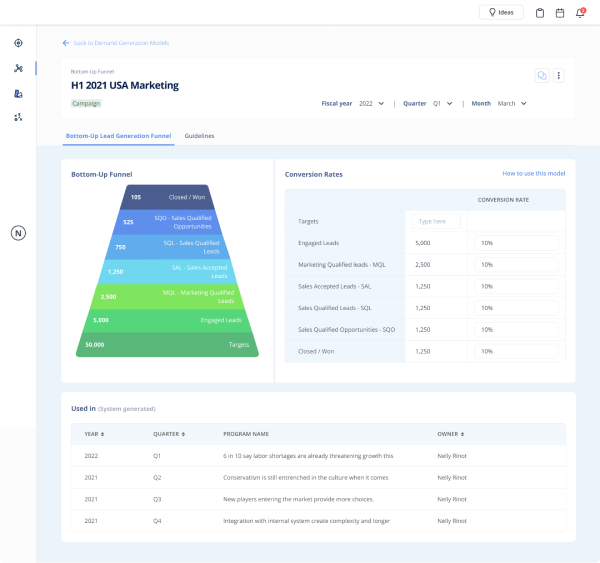 Ideas
2
back to Demand Generation Models
Bottom-Up Funnel
H1 2021 USA Marketing
Campaign
Fiscal year 2022 | Quarter Q1 | Month March
Bottom-Up Lead Generation Funnel Guidelines
Bottom-Up Funnel
105 Closed / Won
525 SQO - Sales Qualified
Opportunities
750 SQL - Sales Qualified
Leads
1,250 SAL - Sales Accepted
Leads
2,500 MQL - Marketing Qualified
Leads
5,000 Engaged Leads
50,000 Targets
Conversion Rates How to use this model
CONVERSION RATE
Targets Type here
Engaged Leads 5,000 10%
Marketing Qualified leads - MQL 2,500 10%
Sales Accepted Leads - SAL 1,250 10%
Sales Qualified Leads - SQL 1,250 10%
Sales Qualified Opportunities - SQO 1,250 10%
Closed / Won 1,250 10%
N
Used in (System generated)
YEAR QUARTER PROGRAM NAME OWNER
2022 Q1 6 in 10 say labor shortages are already threatening growth this Nelly Rinot
2021 Q2 Conservatism is still entrenched in the culture when it comes Nelly Rinot
2021 Q3 New players entering the market provide more choices. Nelly Rinot
2021 Q4 Integration with internal system create complexity and longer Nelly Rinot